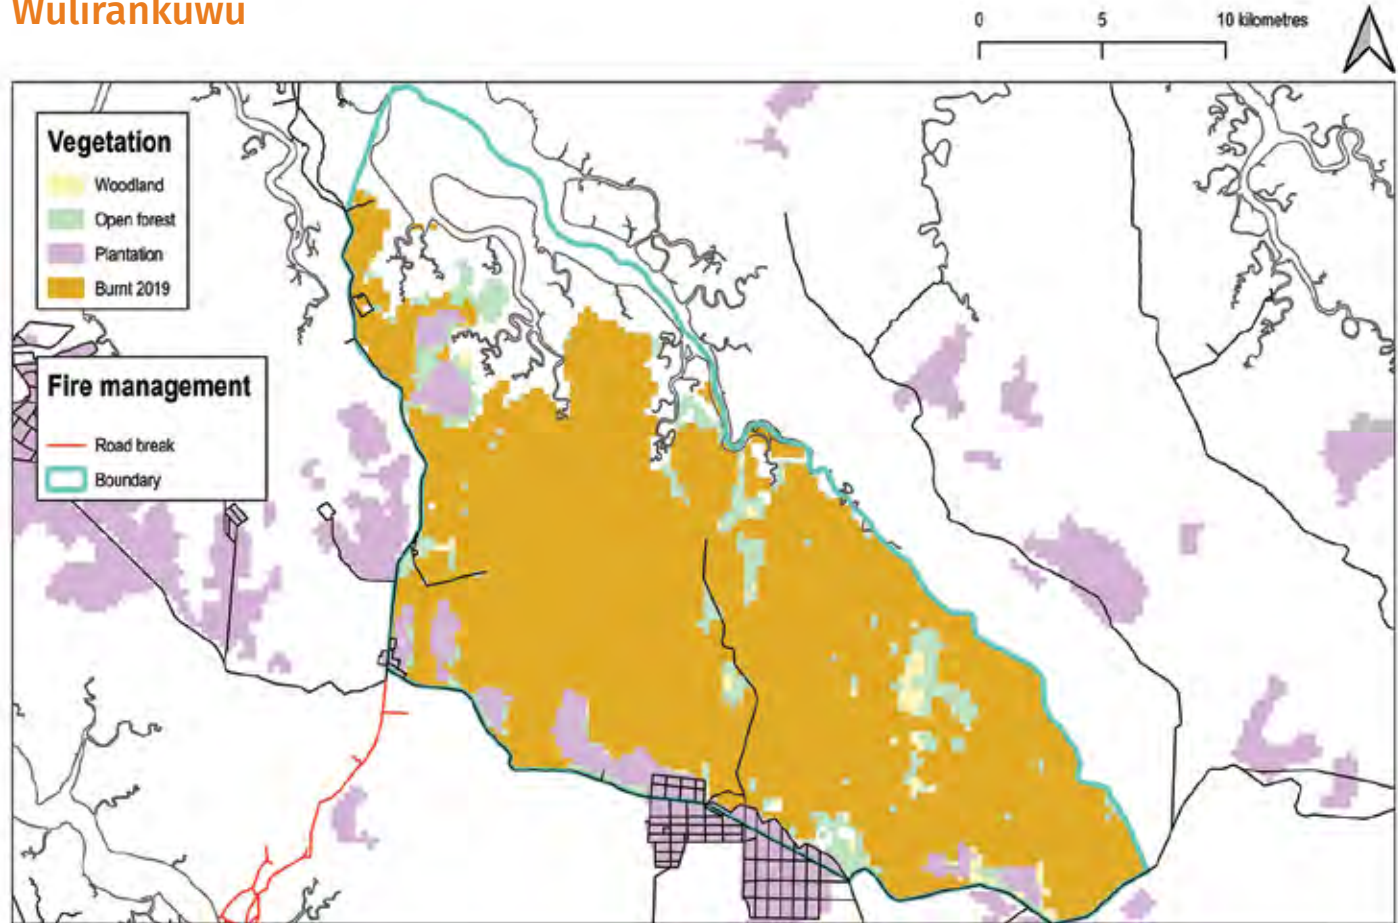 Wulirankuwu
0 5 10 kilometres
Vegetation
Woodland
Open forest
Plantation
Burnt 2019
Fire management
Road break
Boundary